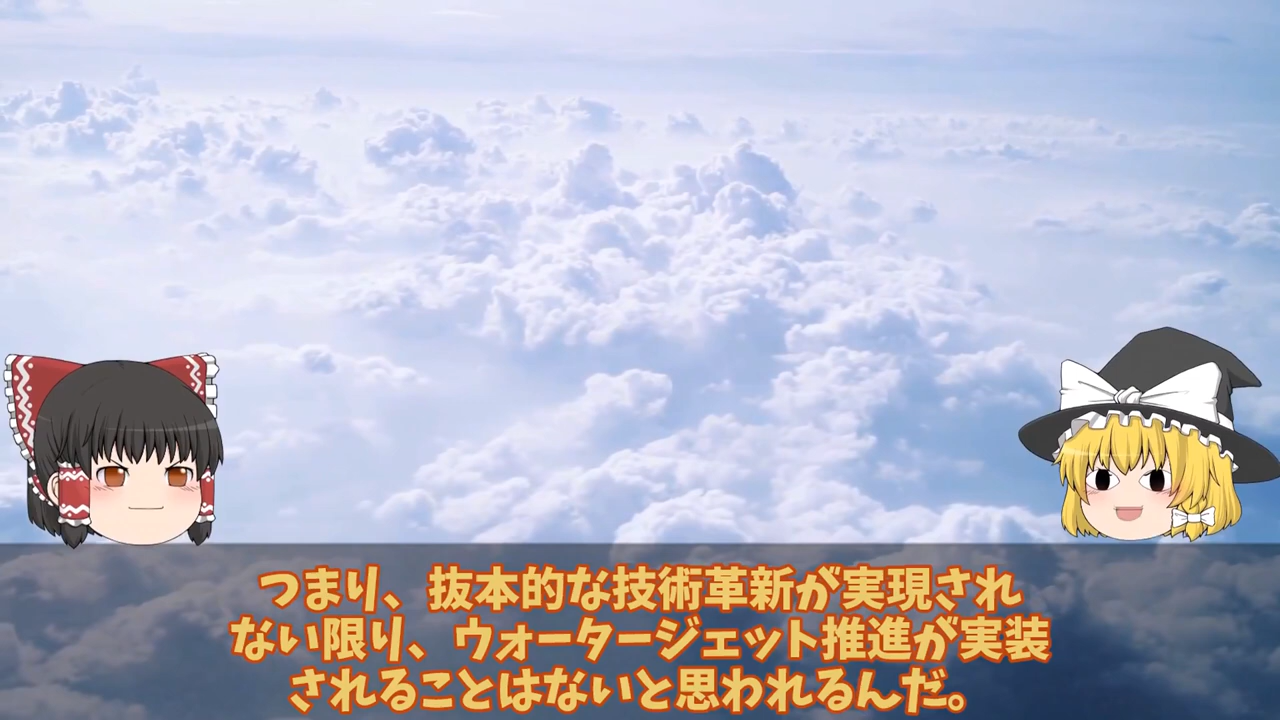 つまり、抜本的な技術革新が実現され
ない限り、ウォータージェット推進が実装
されることはないと思われるんだ。